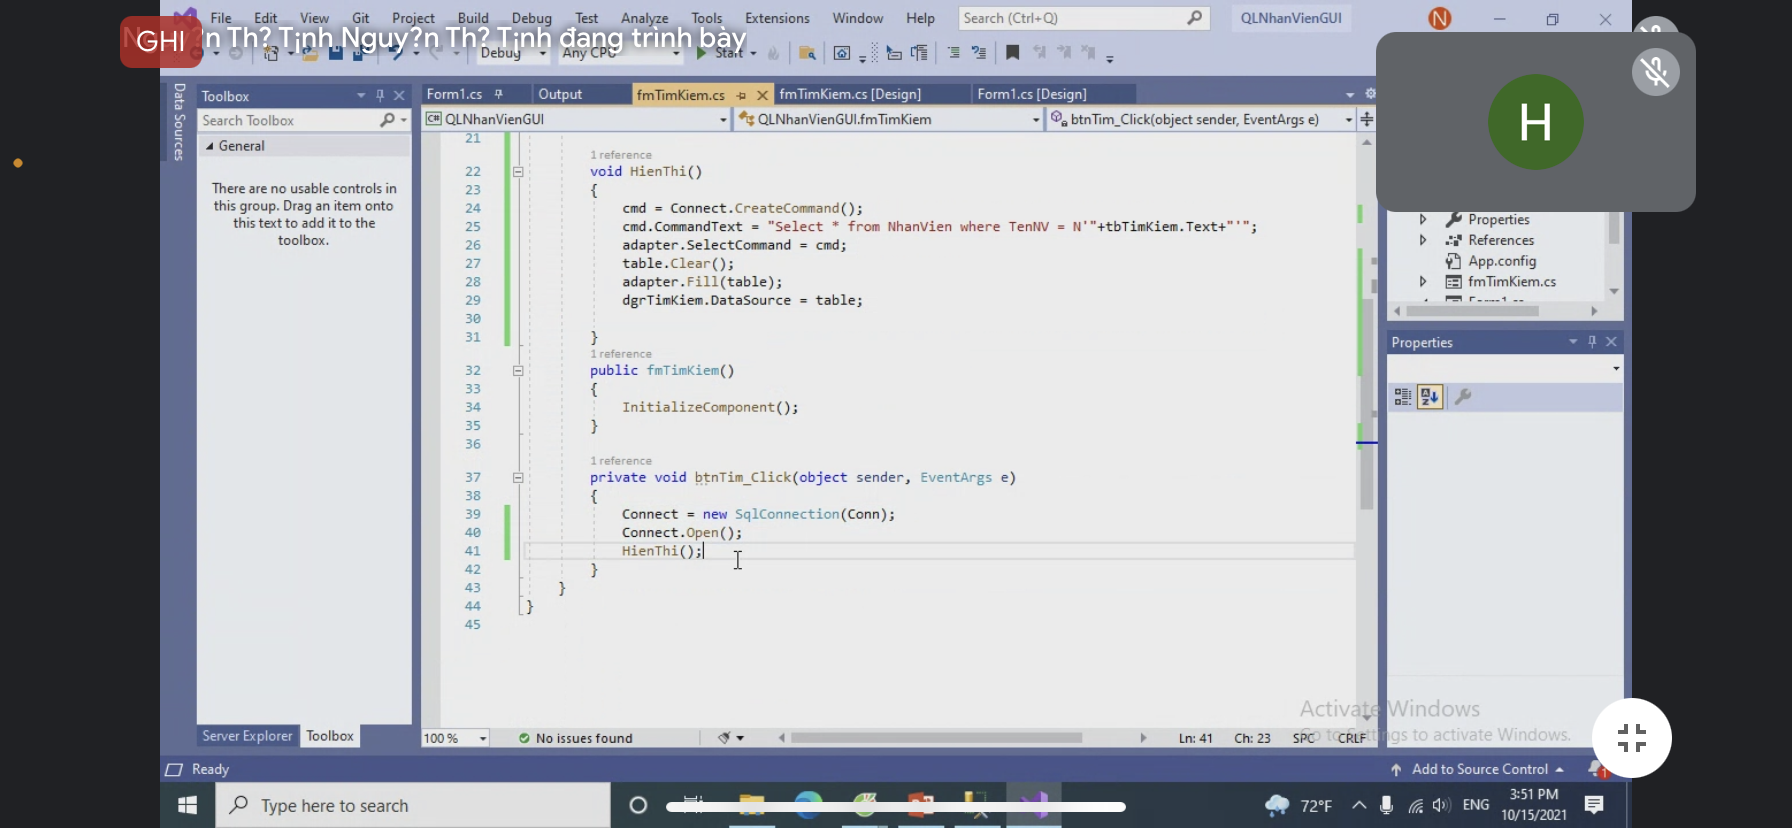 File Edit View Git Project Build Debug Test Analyze Tools Extensions Window Help Search (Ctrl+Q) QLNhanVienGUI N
GHI
n Th? Tịnh Nguy?n Th? Tịnh đang trình bày
Debug Any CPU Start
H
Data Sources
Toolbox
Search Toolbox
General
There are no usable controls in
this group. Drag an item onto
this text to add it to the
toolbox.
Server Explorer Toolbox
Form1.cs Output fmTimKiem.cs fmTimKiem.cs [Design] Form1.cs [Design]
QLNhanVienGUI QLNhanVienGUI.fmTimKiem btnTim_Click(object sender, EventArgs e)
21
1 reference
22 void HienThi()
23 {
24 cmd = Connect.CreateCommand();
25 cmd.CommandText = "Select * from NhanVien where TenNV = N'"+tbTimKiem.Text+"'";
26 adapter.SelectCommand = cmd;
27 table.Clear();
28 adapter.Fill(table);
29 dgrTimKiem.DataSource = table;
30
31 }
1 reference
32 public fmTimKiem()
33 {
34 InitializeComponent();
35 }
36
1 reference
37 private void btnTim_Click(object sender, EventArgs e)
38 {
39 Connect = new SqlConnection(Conn);
40 Connect.Open();
41 HienThi();
42 }
43 }
44 }
45
100 % No issues found Ln: 41 Ch: 23 SPC CRLF
Properties
References
App.config
fmTimKiem.cs
Form1.cs
Properties
Activate Windows
Go to Settings to activate Windows.
Ready Add to Source Control 1
Type here to search 72°F ENG 3:51 PM
10/15/2021